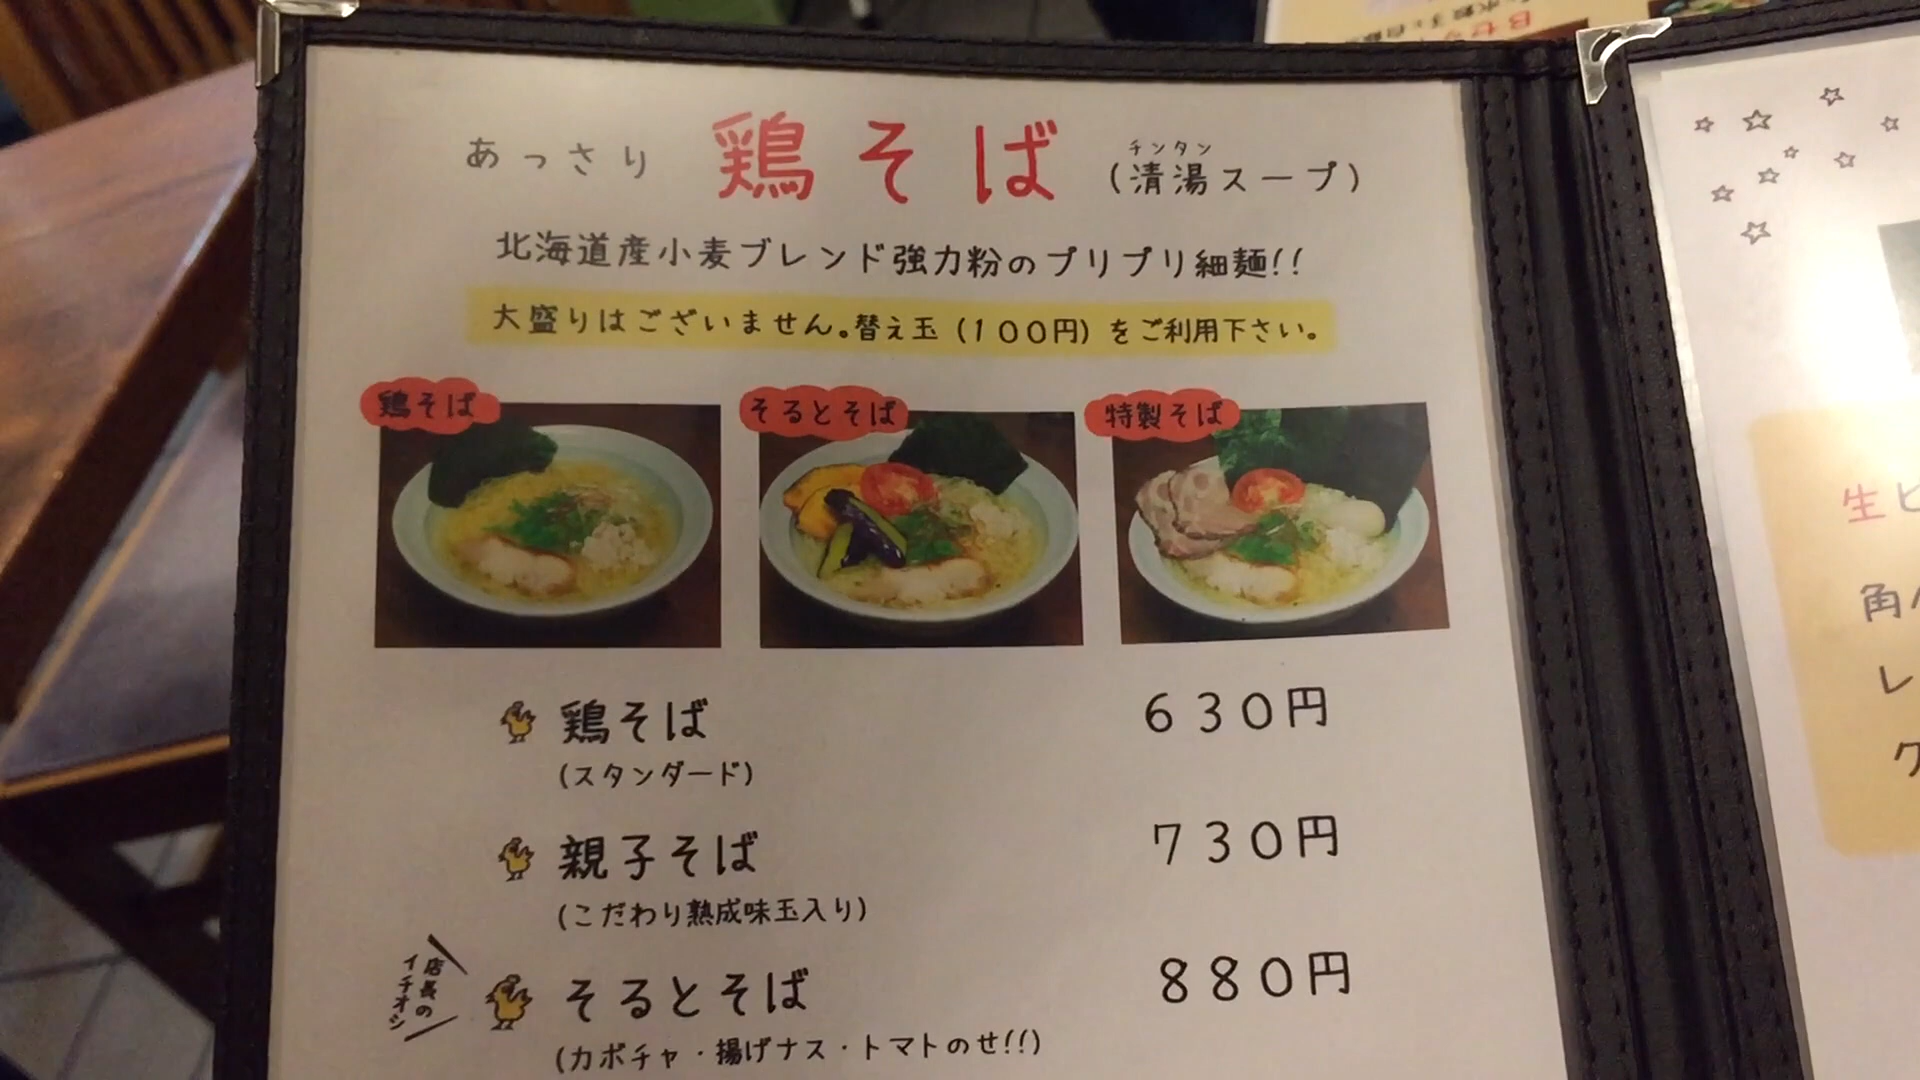 あっさり 鶏そば (清湯スープ)
チンタン
北海道産小麦ブレンド強力粉のプリプリ細麺!!
大盛りはございません。替え玉(100円)をご利用下さい。
鶏そば
そるとそば
特製そば
鶏そば 630円
(スタンダード)
親子そば 730円
(こだわり熟成味玉入り)
店長の
イチオシ
そるとそば 880円
(カボチャ・揚げナス・トマトのせ!!)
生ビ
角ハ
レ
ク